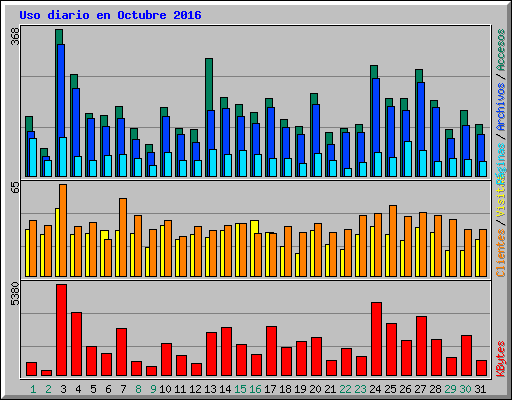 Uso diario en Octubre 2016
368
65
5380
Clientes / Visitas
Páginas / Archivos / Accesos
KBytes
1 2 3 4 5 6 7 8 9 10 11 12 13 14 15 16 17 18 19 20 21 22 23 24 25 26 27 28 29 30 31